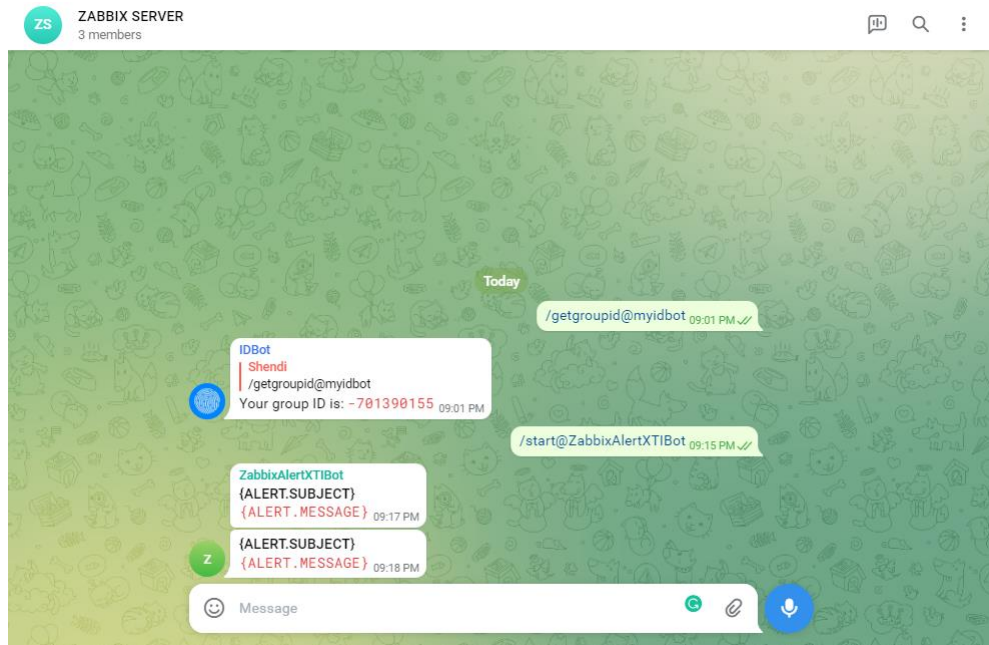 ZS
ZABBIX SERVER
3 members
Today
/getgroupid@myidbot 09:01 PM
IDBot
Shendi
/getgroupid@myidbot
Your group ID is: -701390155 09:01 PM
/start@ZabbixAlertXTIBot 09:15 PM
ZabbixAlertXTIBot
{ALERT.SUBJECT}
{ALERT.MESSAGE} 09:17 PM
{ALERT.SUBJECT}
Z
{ALERT.MESSAGE} 09:18 PM
Message